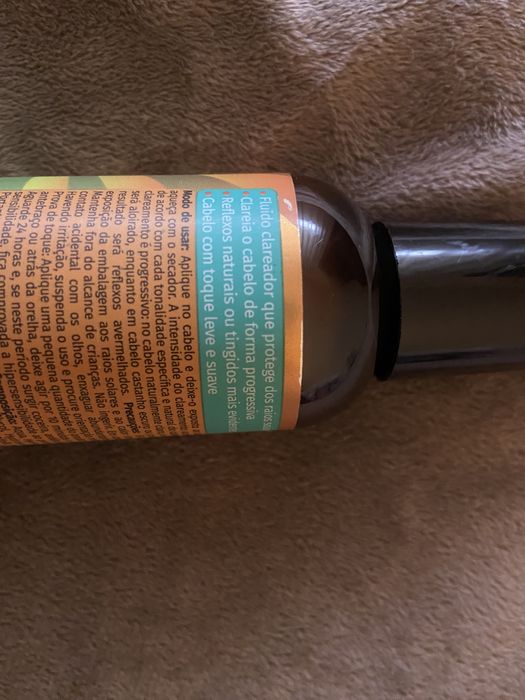 • Fluido clareador que protege dos raios
• Clareia o cabelo de forma progressiva
• Reflexos naturais ou tingidos mais
• Cabelo com toque leve e suave
Modo de usar: Aplique no cabelo e deixe-o
aqueça com o secador. A intensidade do
de acordo com cada tonalidade específica e natural
clareamento é progressivo: no cabelo naturalmente
será alourado, enquanto em cabelo castanho escuro
resultado será reflexos avermelhados.
exposição da embalagem aos raios solares e ao
Mantenha fora do alcance de crianças. Não
contato acidental com os olhos, enxaguar
Havendo irritação, suspenda o uso e procure
Prova de toque: Aplique uma pequena quantidade
antebraço ou atrás da orelha, deixe agir por
Aguarde 24 horas e, se neste período surgir
fica comprovada a hipersensibilidade